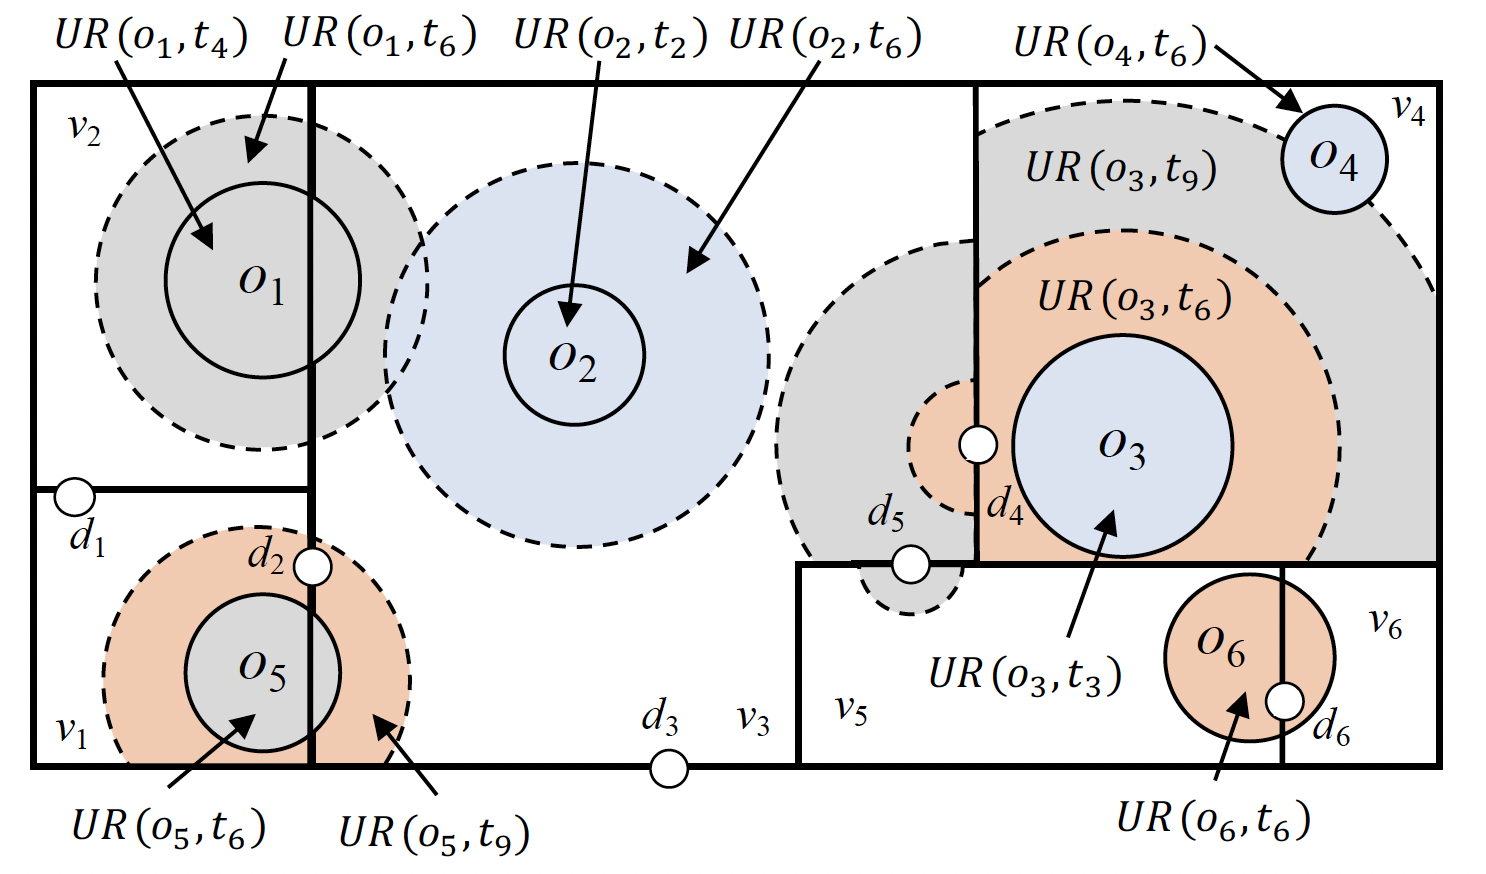 UR(o₁,t₄) UR(o₁,t₆) UR(o₂,t₂) UR(o₂,t₆) UR(o₄,t₆)
v₂ v₄
o₄
UR(o₃,t₉)
o₁ UR(o₃,t₆)
o₂
o₃
d₅ d₄
d₁ d₂
o₆ v₆
o₅ UR(o₃,t₃)
v₁ d₃ v₃ v₅ d₆
UR(o₅,t₆) UR(o₅,t₉) UR(o₆,t₆)